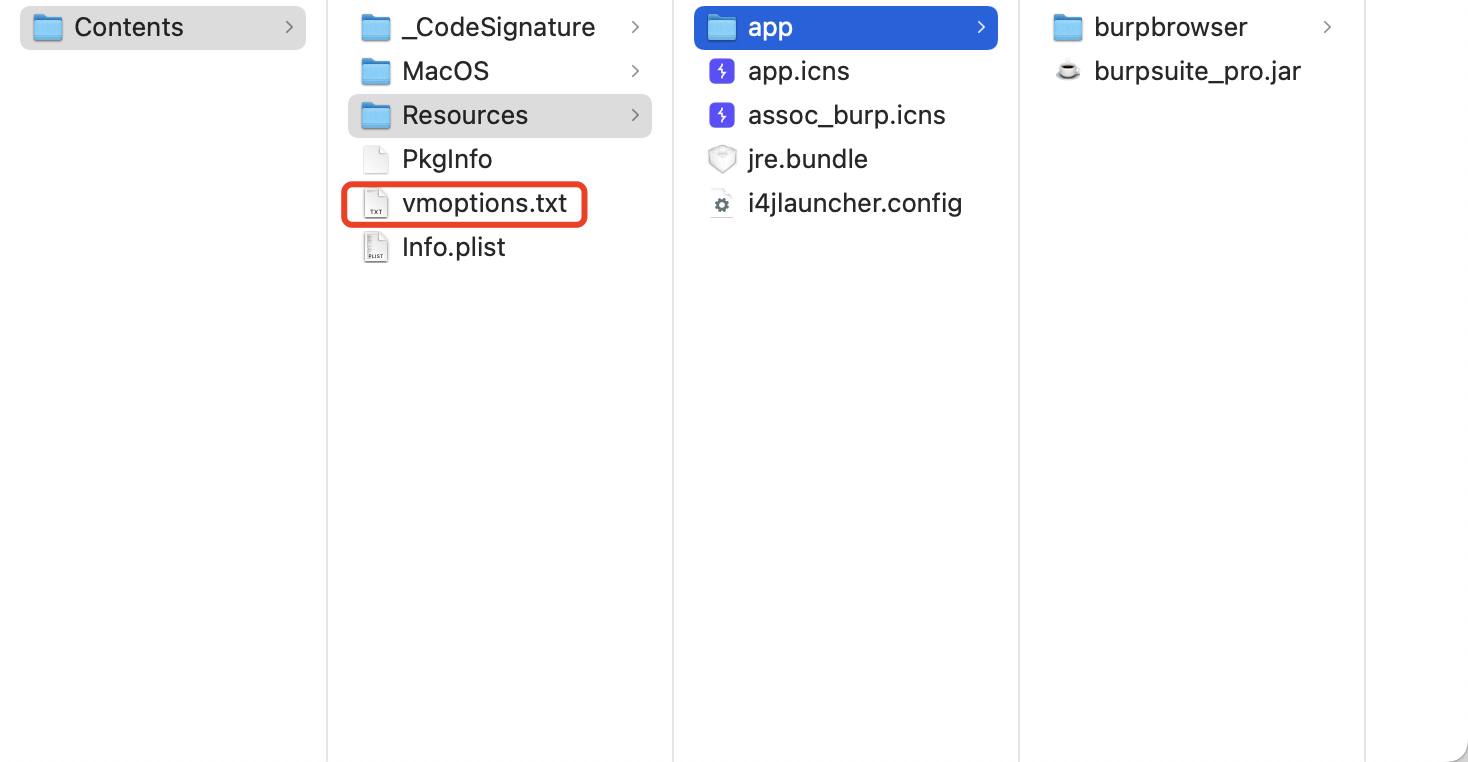 Contents
_CodeSignature
MacOS
Resources
PkgInfo
TXT
vmoptions.txt
PLIST
Info.plist
app
app.icns
assoc_burp.icns
jre.bundle
i4jlauncher.config
burpbrowser
burpsuite_pro.jar